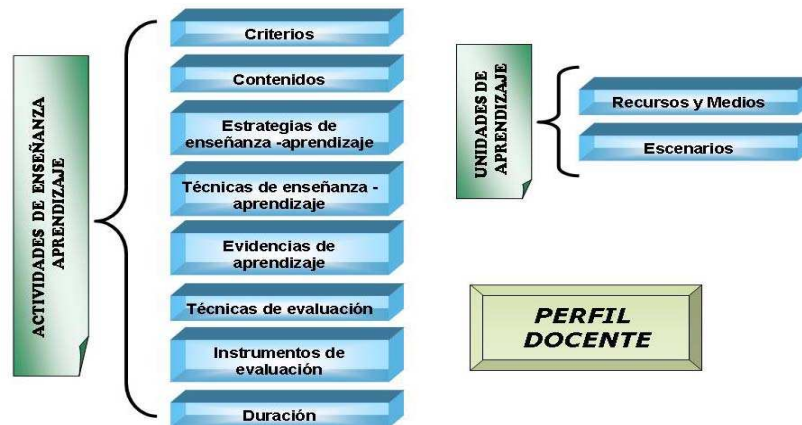 ACTIVIDADES DE ENSEÑANZA
APRENDIZAJE
Criterios
Contenidos
Estrategias de
enseñanza -aprendizaje
Técnicas de enseñanza -
aprendizaje
Evidencias de
aprendizaje
Técnicas de evaluación
Instrumentos de
evaluación
Duración
UNIDADES DE
APRENDIZAJE
Recursos y Medios
Escenarios
PERFIL
DOCENTE